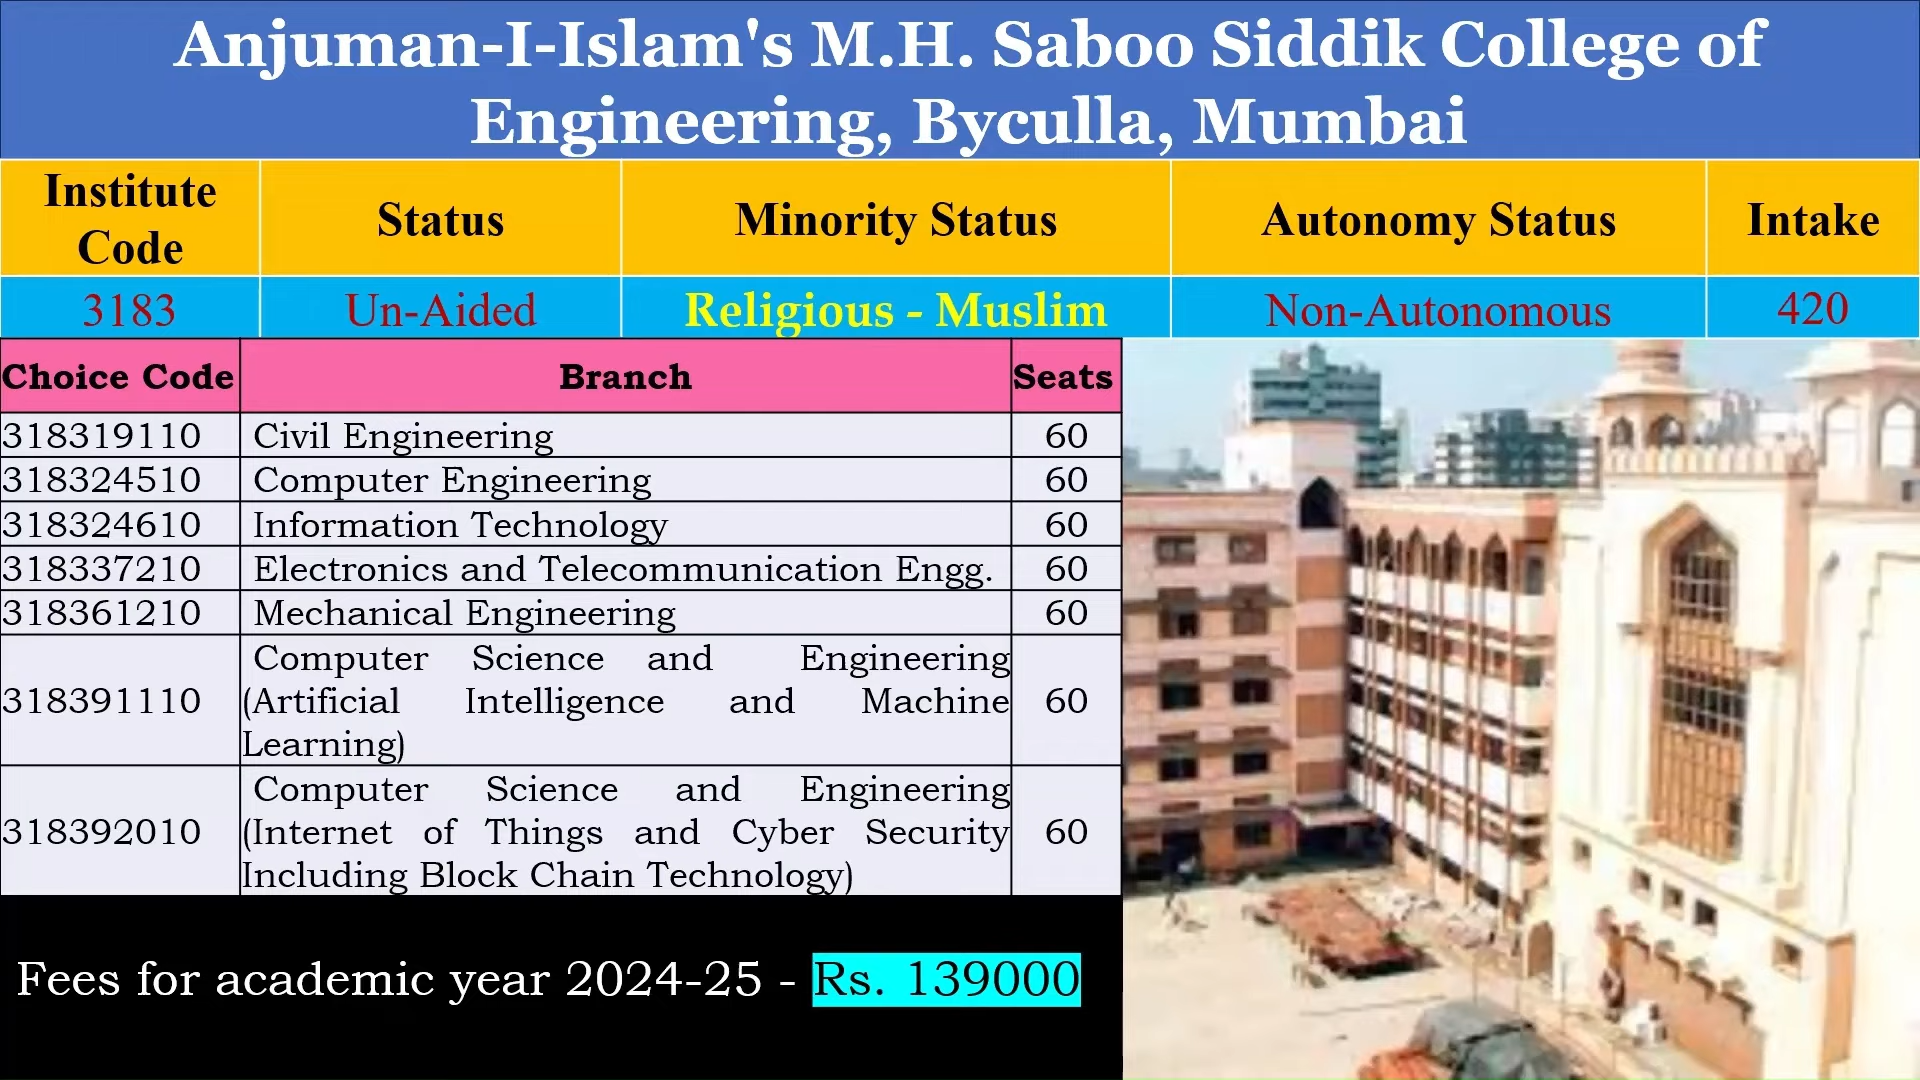 Anjuman-I-Islam's M.H. Saboo Siddik College of
Engineering, Byculla, Mumbai
Institute Code Status Minority Status Autonomy Status Intake
3183 Un-Aided Religious - Muslim Non-Autonomous 420
Choice Code Branch Seats
318319110 Civil Engineering 60
318324510 Computer Engineering 60
318324610 Information Technology 60
318337210 Electronics and Telecommunication Engg. 60
318361210 Mechanical Engineering 60
318391110 Computer Science and Engineering
(Artificial Intelligence and Machine
Learning) 60
318392010 Computer Science and Engineering
(Internet of Things and Cyber Security
Including Block Chain Technology) 60
Fees for academic year 2024-25 - Rs. 139000